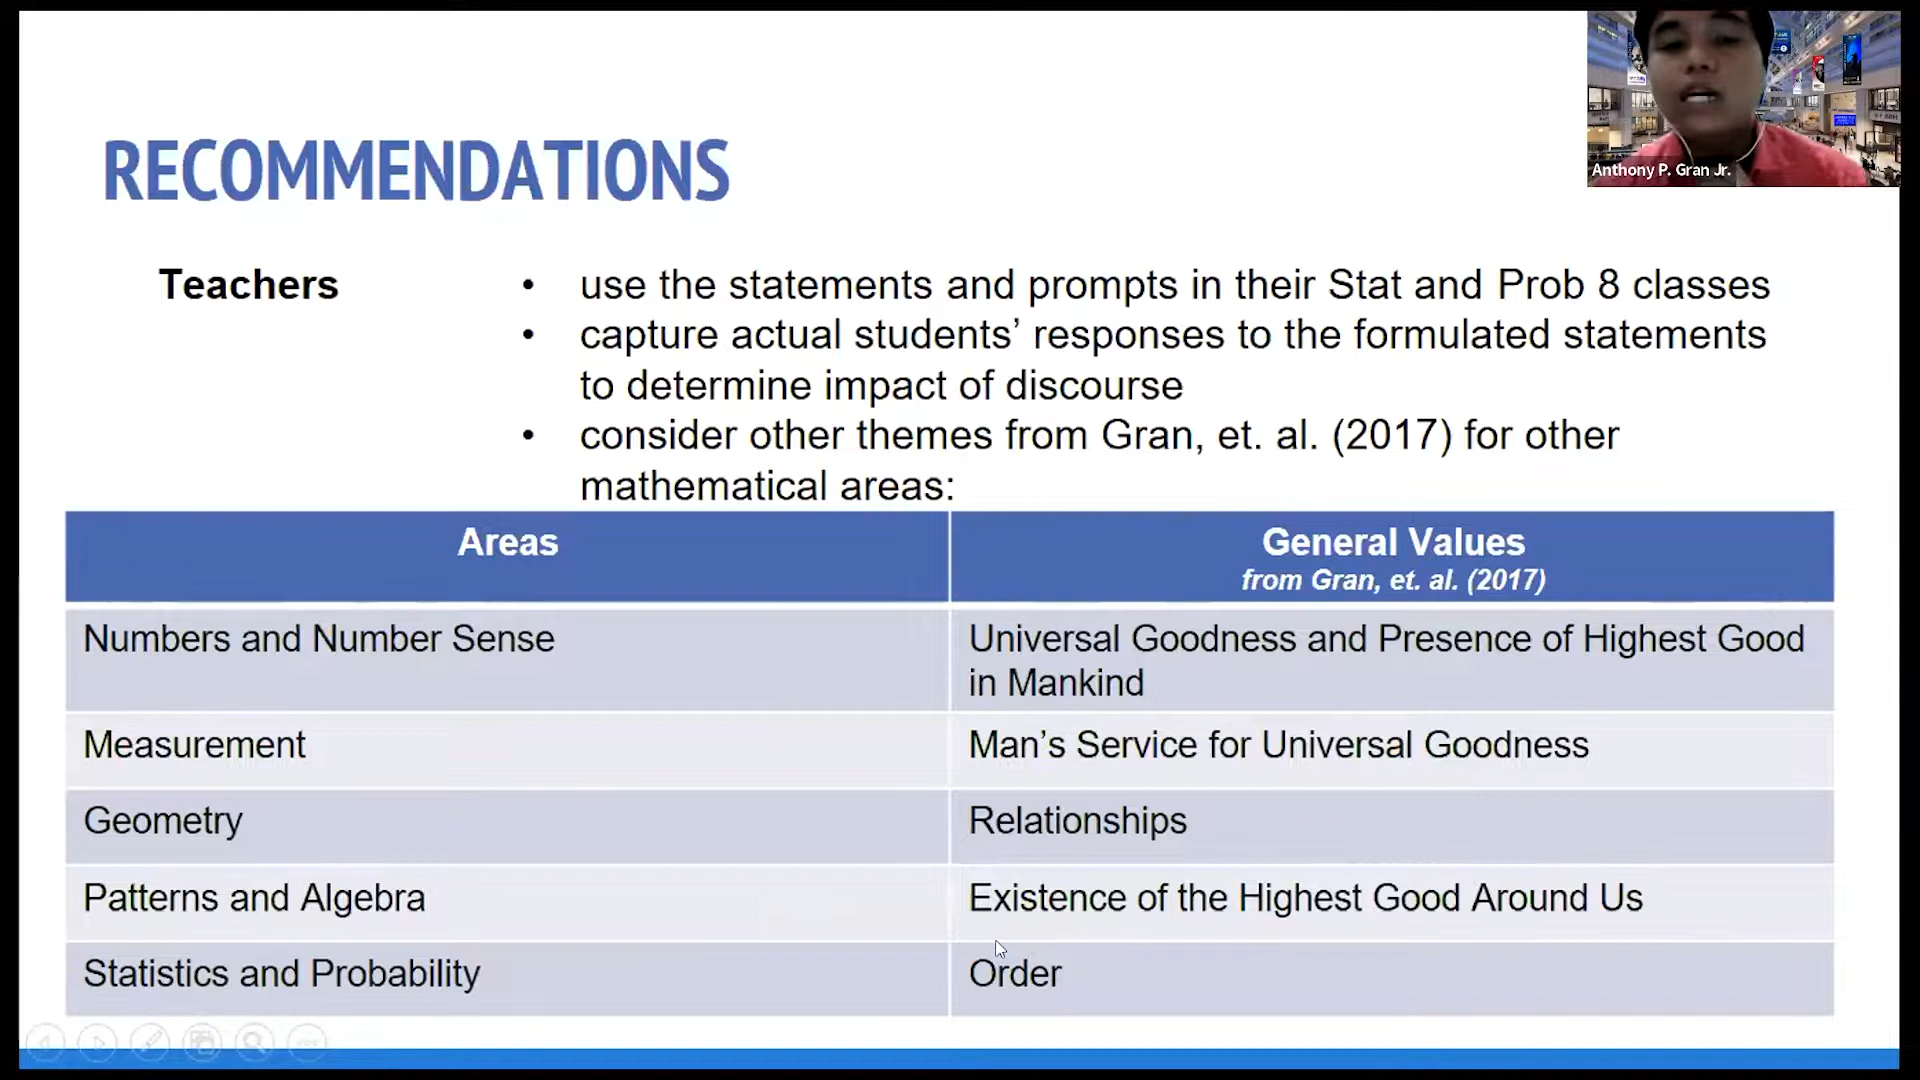 Anthony P. Gran Jr.
RECOMMENDATIONS
Teachers
• use the statements and prompts in their Stat and Prob 8 classes
• capture actual students’ responses to the formulated statements
to determine impact of discourse
• consider other themes from Gran, et. al. (2017) for other
mathematical areas:
Areas
General Values
from Gran, et. al. (2017)
Numbers and Number Sense
Universal Goodness and Presence of Highest Good
in Mankind
Measurement
Man’s Service for Universal Goodness
Geometry
Relationships
Patterns and Algebra
Existence of the Highest Good Around Us
Statistics and Probability
Order